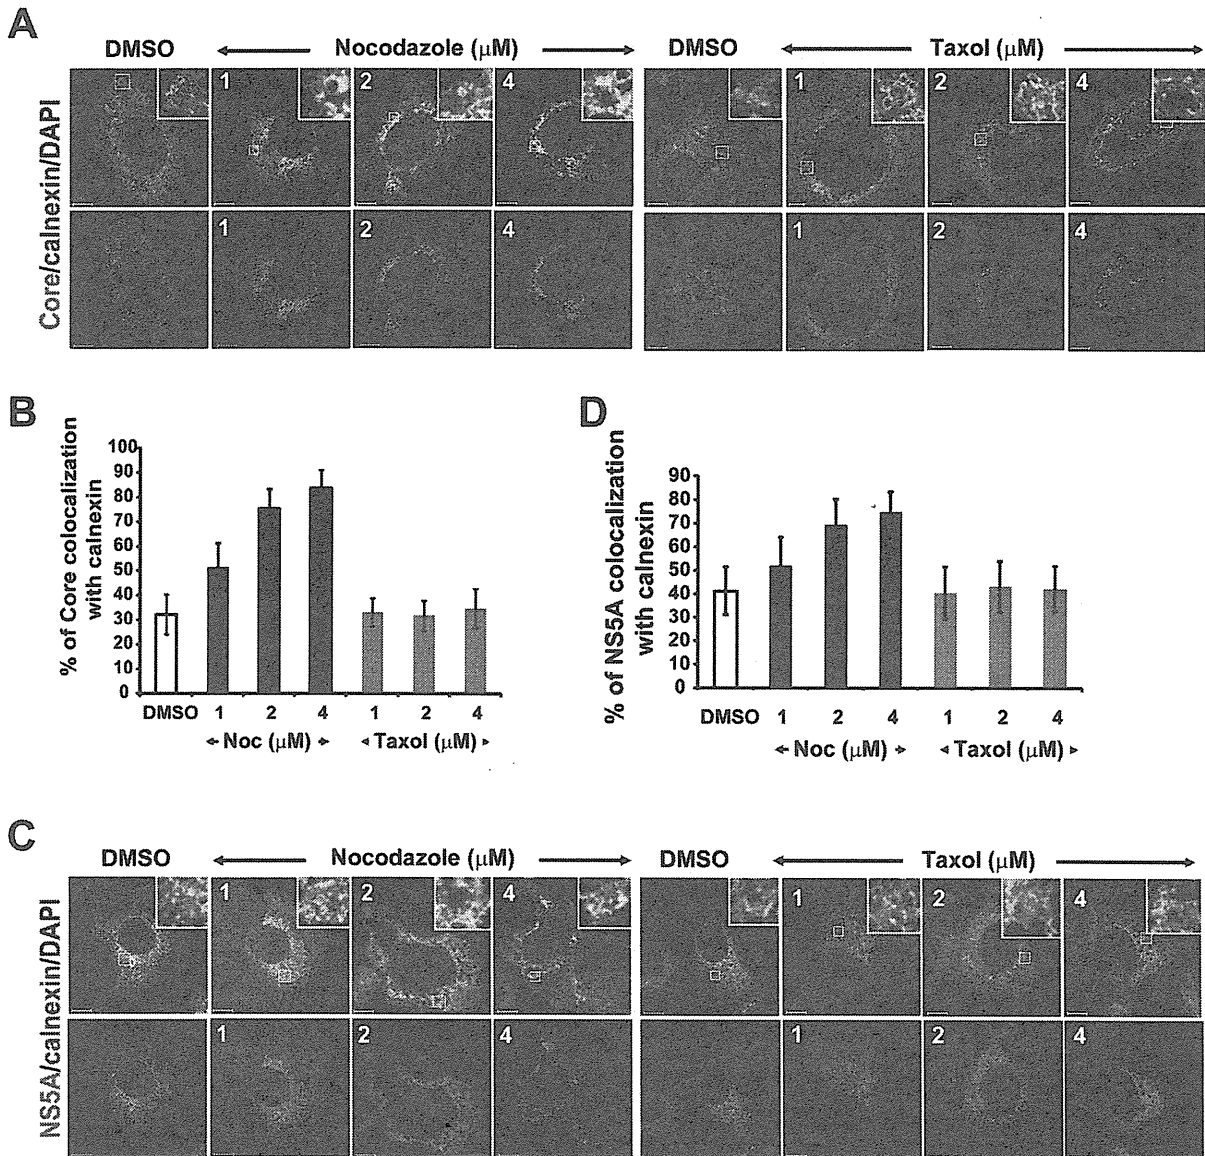 A
DMSO Nocodazole (μM) DMSO Taxol (μM)
Core/calnexin/DAPI
1 2 4 1 2 4
1 2 4 1 2 4
B
% of Core colocalization
with calnexin
100
90
80
70
60
50
40
30
20
10
0
DMSO 1 2 4 1 2 4
Noc (μM) Taxol (μM)
D
% of NS5A colocalization
with calnexin
90
80
70
60
50
40
30
20
10
0
DMSO 1 2 4 1 2 4
Noc (μM) Taxol (μM)
C
DMSO Nocodazole (μM) DMSO Taxol (μM)
NS5A/calnexin/DAPI
1 2 4 1 2 4
1 2 4 1 2 4